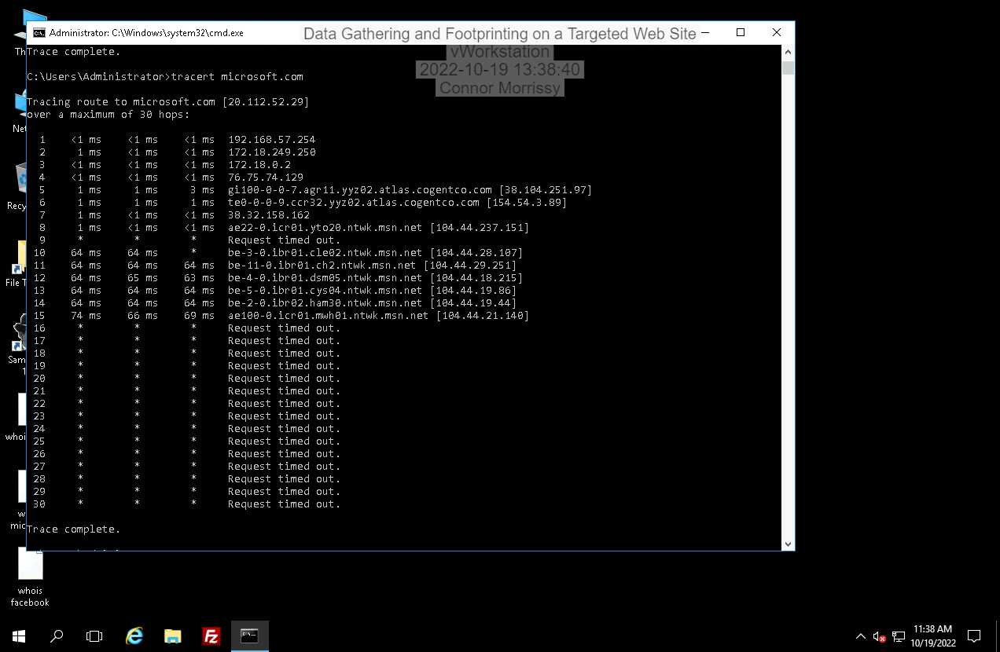 Administrator: C:\Windows\system32\cmd.exe
Data Gathering and Footprinting on a Targeted Web Site
vWorkstation
2022-10-19 13:38:40
Connor Morrissy
Th
Trace complete.
C:\Users\Administrator>tracert microsoft.com
Tracing route to microsoft.com [20.112.52.29]
over a maximum of 30 hops:
1 <1 ms <1 ms <1 ms 192.168.57.254
2 1 ms <1 ms <1 ms 172.18.249.250
3 <1 ms <1 ms <1 ms 172.18.0.2
4 <1 ms <1 ms <1 ms 76.75.74.129
5 1 ms 1 ms 3 ms gi100-0-0-7.agr11.yyz02.atlas.cogentco.com [38.104.251.97]
6 1 ms 1 ms 1 ms te0-0-0-9.ccr32.yyz02.atlas.cogentco.com [154.54.3.89]
7 1 ms <1 ms <1 ms 38.32.158.162
8 1 ms <1 ms <1 ms ae22-0.icr01.yto20.ntwk.msn.net [104.44.237.151]
9 * * * Request timed out.
10 64 ms 64 ms * be-3-0.ibr01.cle02.ntwk.msn.net [104.44.28.107]
11 64 ms 64 ms 64 ms be-11-0.ibr01.ch2.ntwk.msn.net [104.44.29.251]
12 64 ms 65 ms 63 ms be-4-0.ibr01.dsm05.ntwk.msn.net [104.44.18.215]
13 64 ms 64 ms 64 ms be-5-0.ibr01.cys04.ntwk.msn.net [104.44.19.86]
14 64 ms 64 ms 64 ms be-2-0.ibr02.ham30.ntwk.msn.net [104.44.19.44]
15 74 ms 66 ms 69 ms ae100-0.icr01.mwh01.ntwk.msn.net [104.44.21.140]
16 * * * Request timed out.
17 * * * Request timed out.
18 * * * Request timed out.
19 * * * Request timed out.
20 * * * Request timed out.
21 * * * Request timed out.
22 * * * Request timed out.
23 * * * Request timed out.
24 * * * Request timed out.
25 * * * Request timed out.
26 * * * Request timed out.
27 * * * Request timed out.
28 * * * Request timed out.
29 * * * Request timed out.
30 * * * Request timed out.
Trace complete.
Net
Recy
File T
Sam
1
whoi
w
mic
whois
facebook
11:38 AM
10/19/2022